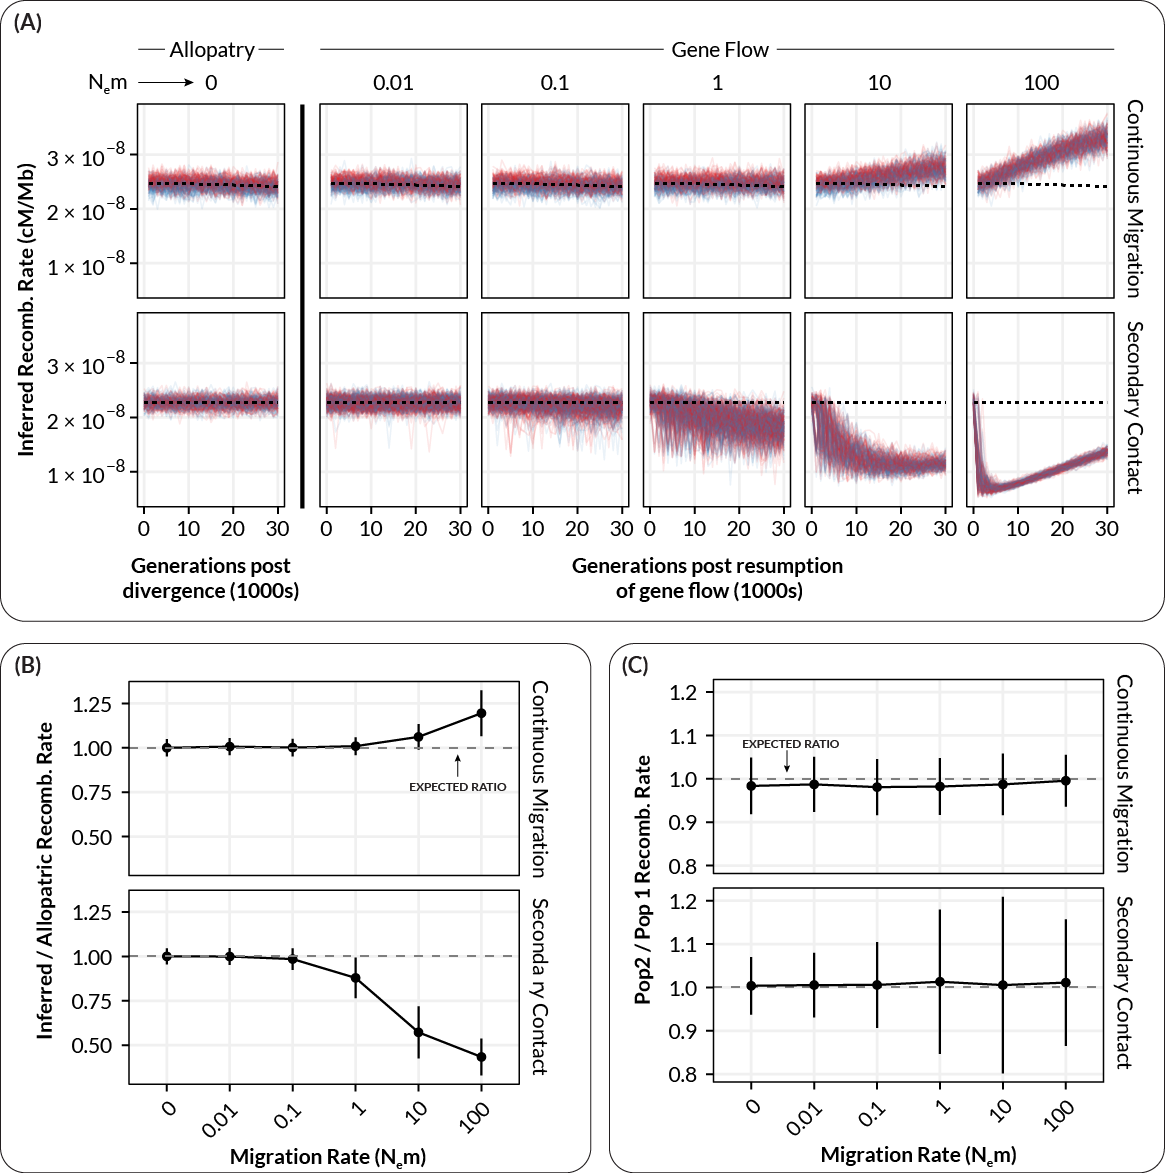 (A)
Allopatry
Gene Flow
Nₑm 0 0.01 0.1 1 10 100
Inferred Recomb. Rate (cM/Mb)
3 × 10⁻⁸
2 × 10⁻⁸
1 × 10⁻⁸
Continuous Migration
3 × 10⁻⁸
2 × 10⁻⁸
1 × 10⁻⁸
Secondary Contact
0 10 20 30 0 10 20 30 0 10 20 30 0 10 20 30 0 10 20 30 0 10 20 30
Generations post
divergence (1000s)
Generations post resumption
of gene flow (1000s)
(B)
Inferred / Allopatric Recomb. Rate
1.25
1.00
0.75
0.50
EXPECTED RATIO
Continuous Migration
1.25
1.00
0.75
0.50
Seconda ry Contact
0 0.01 0.1 1 10 100
Migration Rate (Nₑm)
(C)
Pop2 / Pop 1 Recomb. Rate
1.2
1.1
1.0
0.9
0.8
EXPECTED RATIO
Continuous Migration
1.2
1.1
1.0
0.9
0.8
Secondary Contact
0 0.01 0.1 1 10 100
Migration Rate (Nₑm)